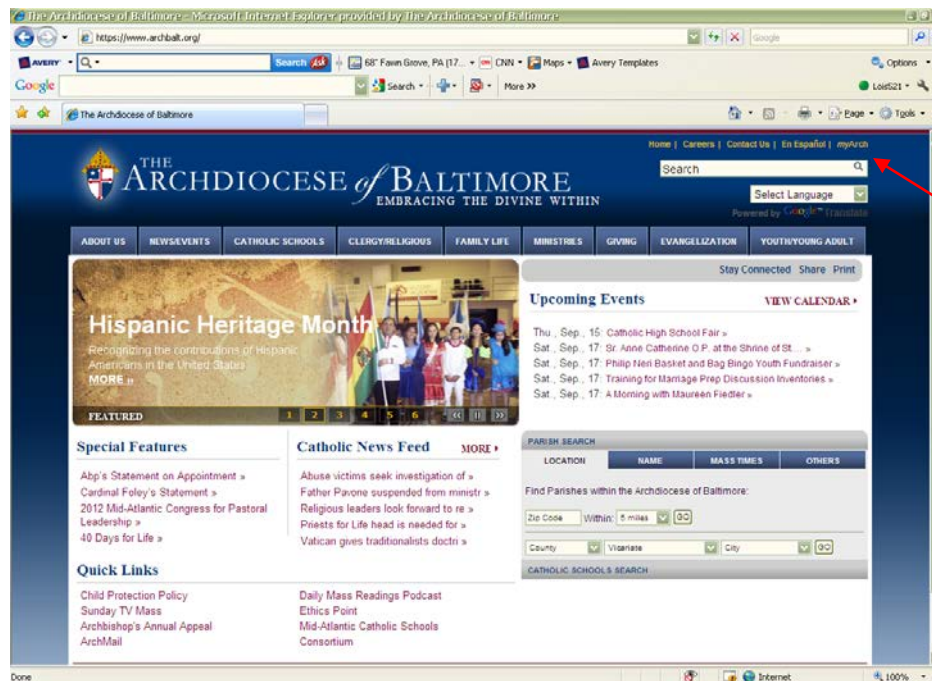 The Archdiocese of Baltimore - Microsoft Internet Explorer provided by The Archdiocese of Baltimore
https://www.archbalt.org/
Google
AVERY Search Ask 68° Fawn Grove, PA (17... CNN Maps Avery Templates Options
Google Search More >> Lois521
The Archdiocese of Baltimore Page Tools
Home | Careers | Contact Us | En Español | myArch
THE
ARCHDIOCESE of BALTIMORE
EMBRACING THE DIVINE WITHIN
Search
Select Language
Powered by Google™ Translate
ABOUT US NEWS/EVENTS CATHOLIC SCHOOLS CLERGY/RELIGIOUS FAMILY LIFE MINISTRIES GIVING EVANGELIZATION YOUTH/YOUNG ADULT
Stay Connected Share Print
Hispanic Heritage Month
Recognizing the contributions of Hispanic
Americans in the United States
MORE »
FEATURED 1 2 3 4 5 6
Upcoming Events VIEW CALENDAR
Thu., Sep., 15: Catholic High School Fair »
Sat., Sep., 17: Sr. Anne Catherine O.P. at the Shrine of St.... »
Sat., Sep., 17: Philip Neri Basket and Bag Bingo Youth Fundraiser »
Sat., Sep., 17: Training for Marriage Prep Discussion Inventories »
Sat., Sep., 17: A Morning with Maureen Fiedler »
Special Features
Abp's Statement on Appointment »
Cardinal Foley's Statement »
2012 Mid-Atlantic Congress for Pastoral
Leadership »
40 Days for Life »
Catholic News Feed MORE
Abuse victims seek investigation of »
Father Pavone suspended from ministr »
Religious leaders look forward to re »
Priests for Life head is needed for »
Vatican gives traditionalists doctri »
PARISH SEARCH
LOCATION NAME MASS TIMES OTHERS
Find Parishes within the Archdiocese of Baltimore:
Zip Code Within: 5 miles GO
County Vicariate City GO
CATHOLIC SCHOOLS SEARCH
Quick Links
Child Protection Policy
Sunday TV Mass
Archbishop's Annual Appeal
ArchMail
Daily Mass Readings Podcast
Ethics Point
Mid-Atlantic Catholic Schools
Consortium
Done Internet 100%